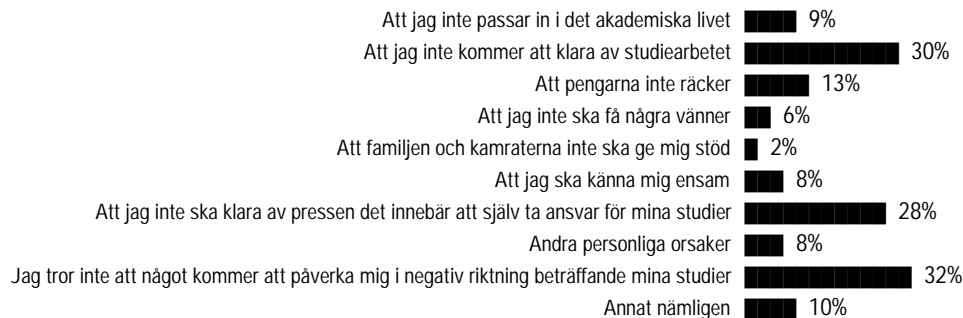 Att jag inte passar in i det akademiska livet 9%
Att jag inte kommer att klara av studiearbetet 30%
Att pengarna inte räcker 13%
Att jag inte ska få några vänner 6%
Att familjen och kamraterna inte ska ge mig stöd 2%
Att jag ska känna mig ensam 8%
Att jag inte ska klara av pressen det innebär att själv ta ansvar för mina studier 28%
Andra personliga orsaker 8%
Jag tror inte att något kommer att påverka mig i negativ riktning beträffande mina studier 32%
Annat nämligen 10%